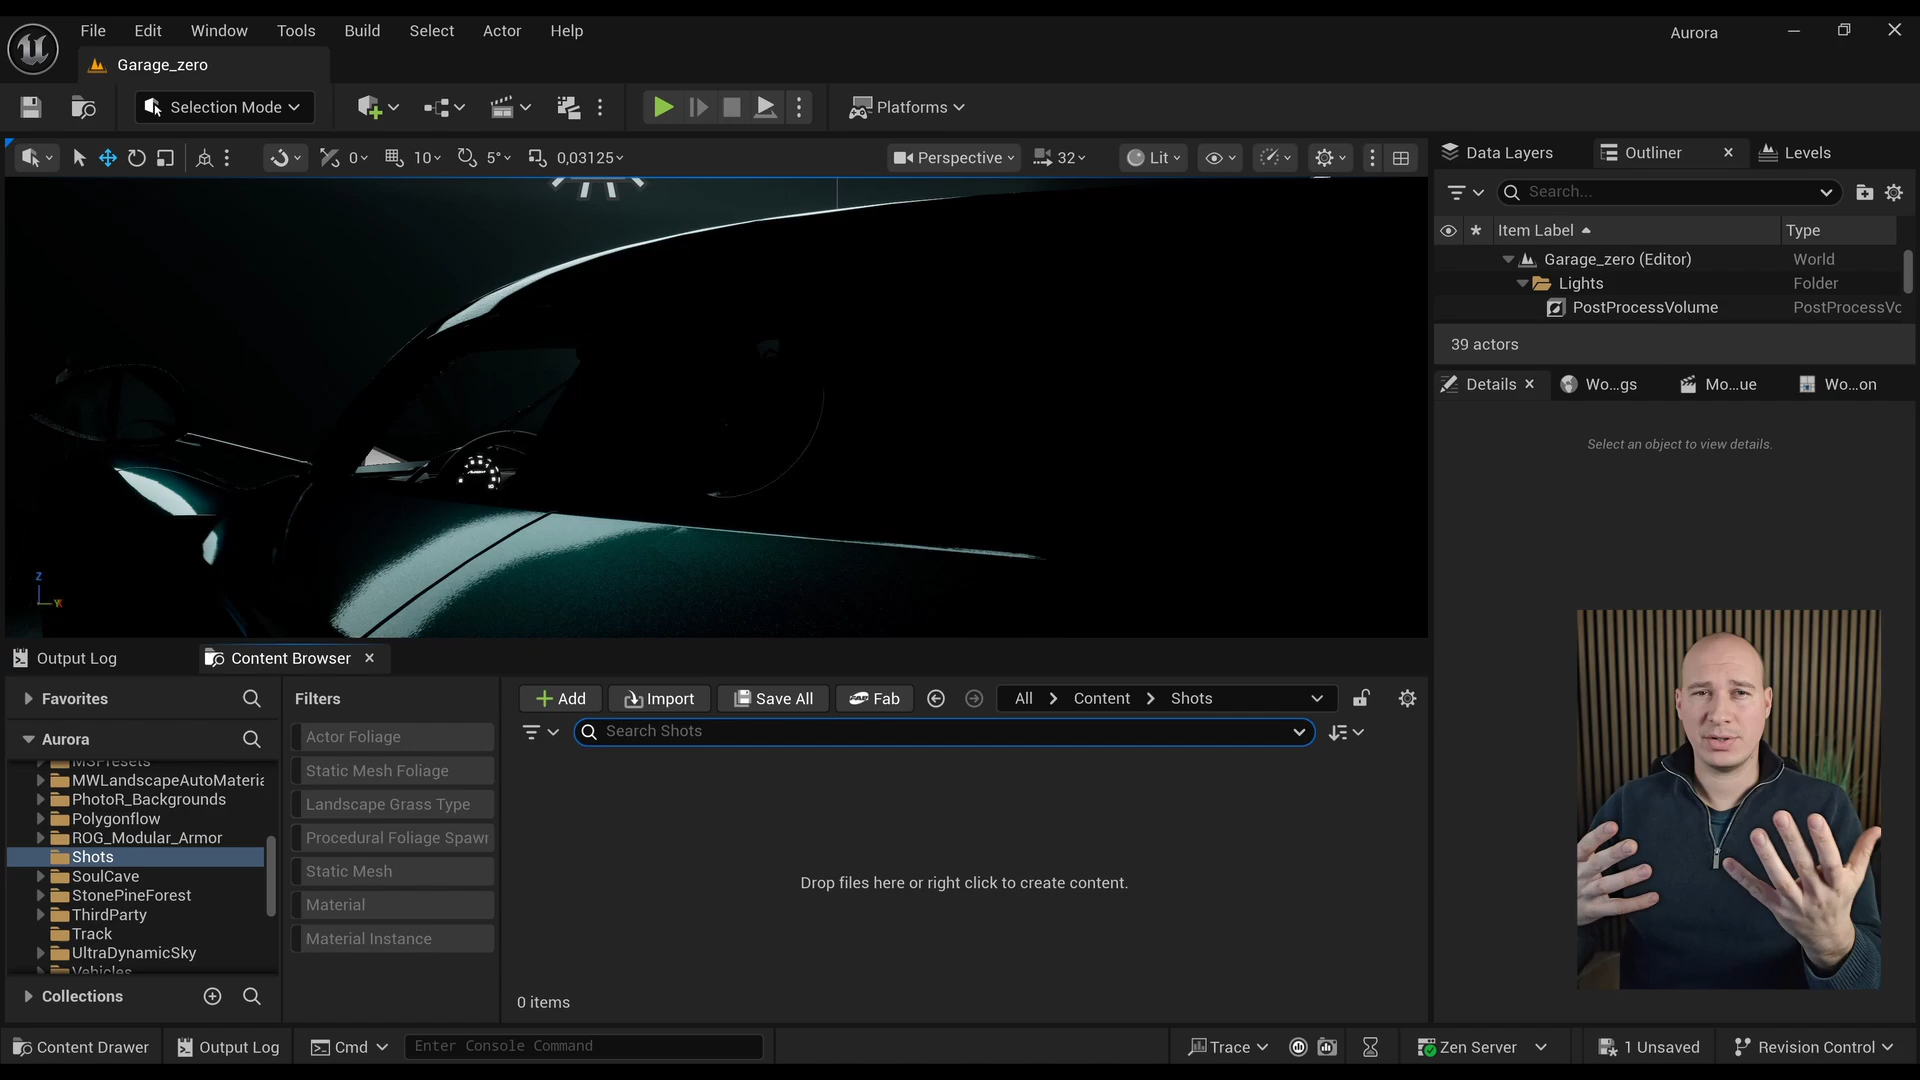 File Edit Window Tools Build Select Actor Help
Aurora
Garage_zero
Selection Mode
Platforms
0
10
5°
0,03125
Perspective
32
Lit
Data Layers
Outliner
Levels
Search...
Item Label
Type
Garage_zero (Editor)
World
Lights
Folder
PostProcessVolume
PostProcessVc
39 actors
Details
Wo...gs
Mo...ue
Wo...on
Select an object to view details.
Z
Y
Output Log
Content Browser
Favorites
Filters
Add
Import
Save All
Fab
All
Content
Shots
Search Shots
Aurora
Actor Foliage
Static Mesh Foliage
Landscape Grass Type
Procedural Foliage Spawr
Static Mesh
Material
Material Instance
MSPresets
MWLandscapeAutoMateria
PhotoR_Backgrounds
Polygonflow
ROG_Modular_Armor
Shots
SoulCave
StonePineForest
ThirdParty
Track
UltraDynamicSky
Vehicles
Collections
Drop files here or right click to create content.
0 items
Content Drawer
Output Log
Cmd
Enter Console Command
Trace
Zen Server
1 Unsaved
Revision Control